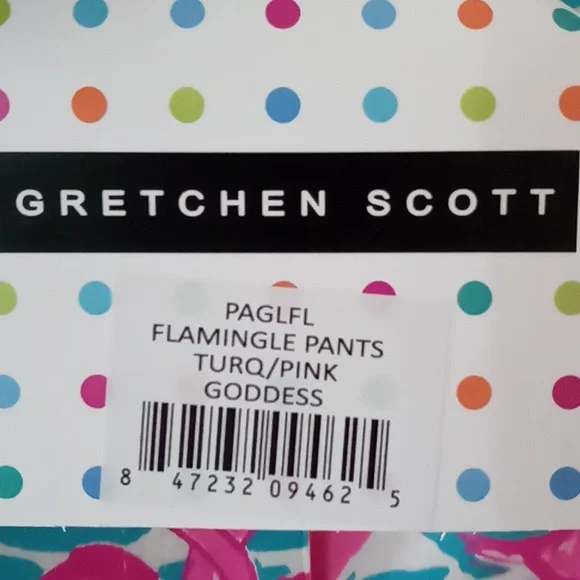 GRETCHEN SCOTT
PAGLFL
FLAMINGLE PANTS
TURQ/PINK
GODDESS
8 47232 09462 5